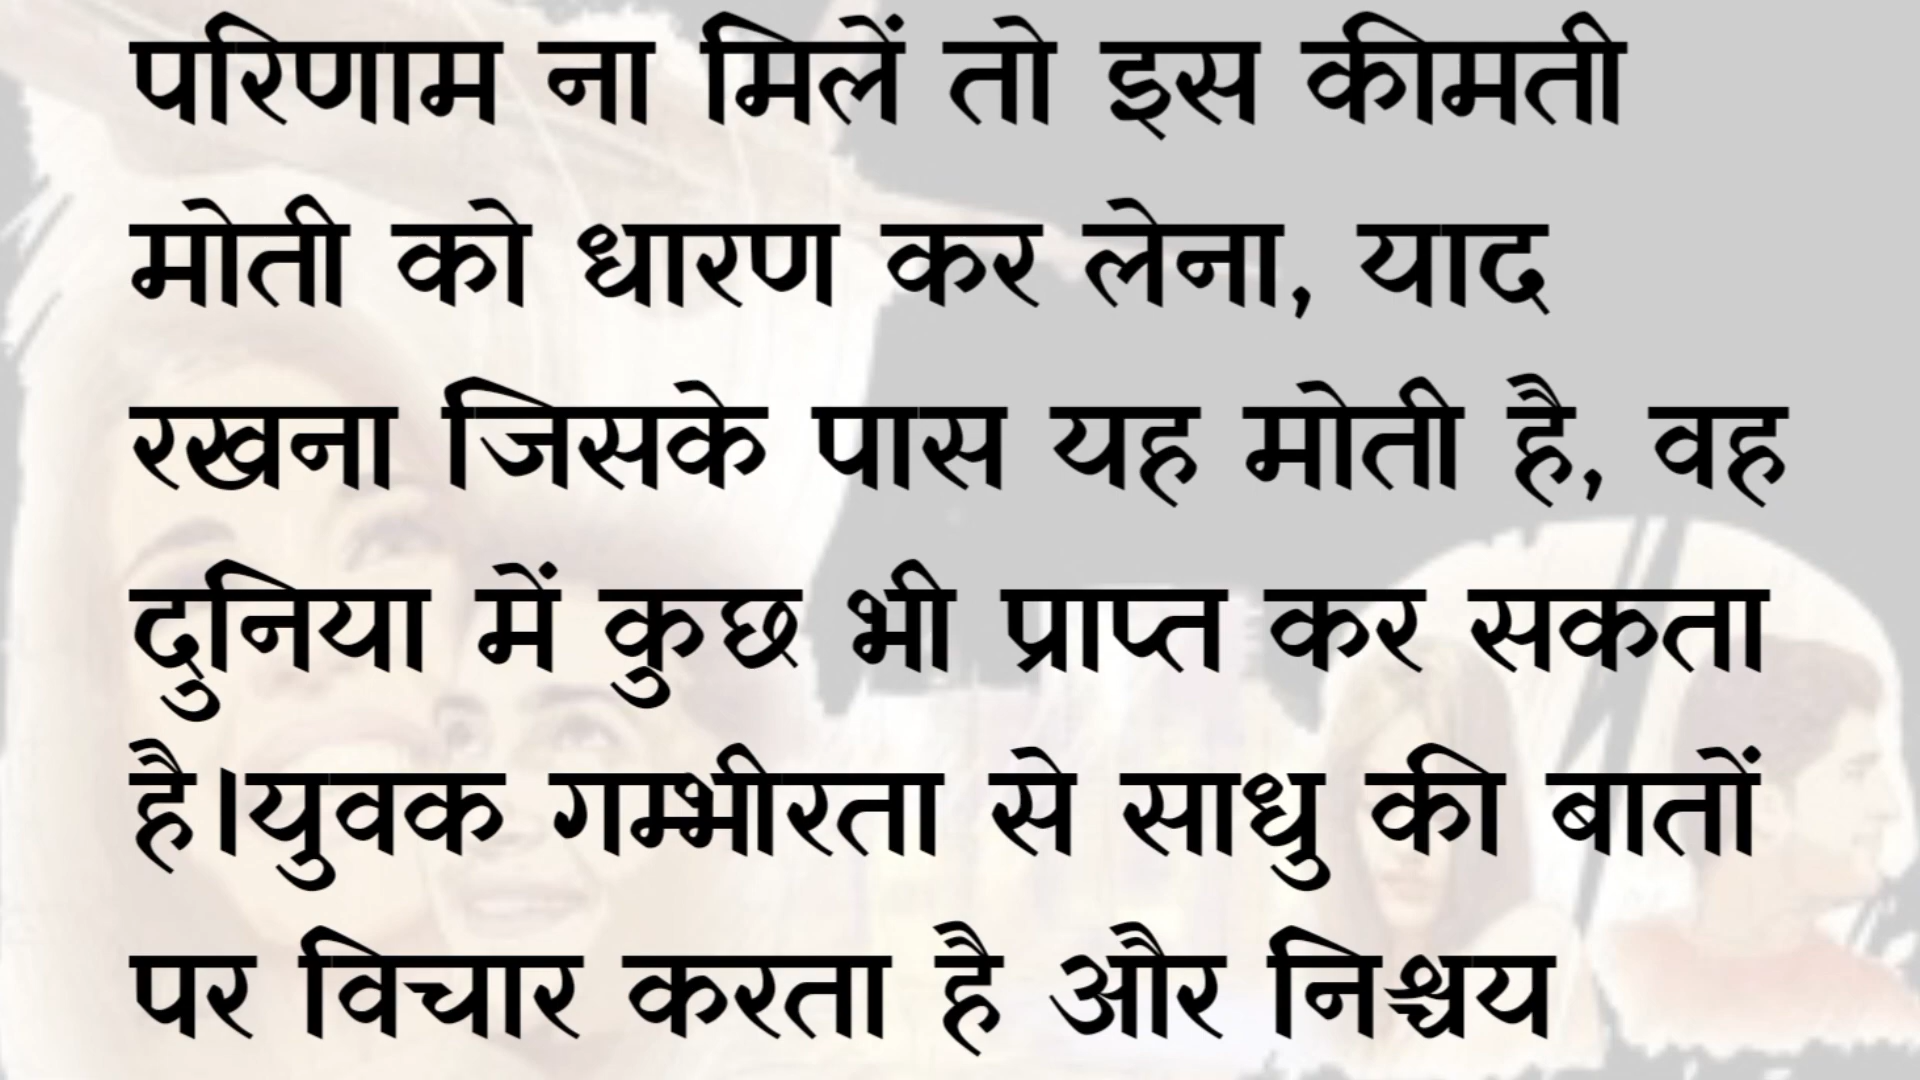 परिणाम ना मिलें तो इस कीमती
मोती को धारण कर लेना, याद
रखना जिसके पास यह मोती है, वह
दुनिया में कुछ भी प्राप्त कर सकता
है।युवक गम्भीरता से साधु की बातों
पर विचार करता है और निश्चय